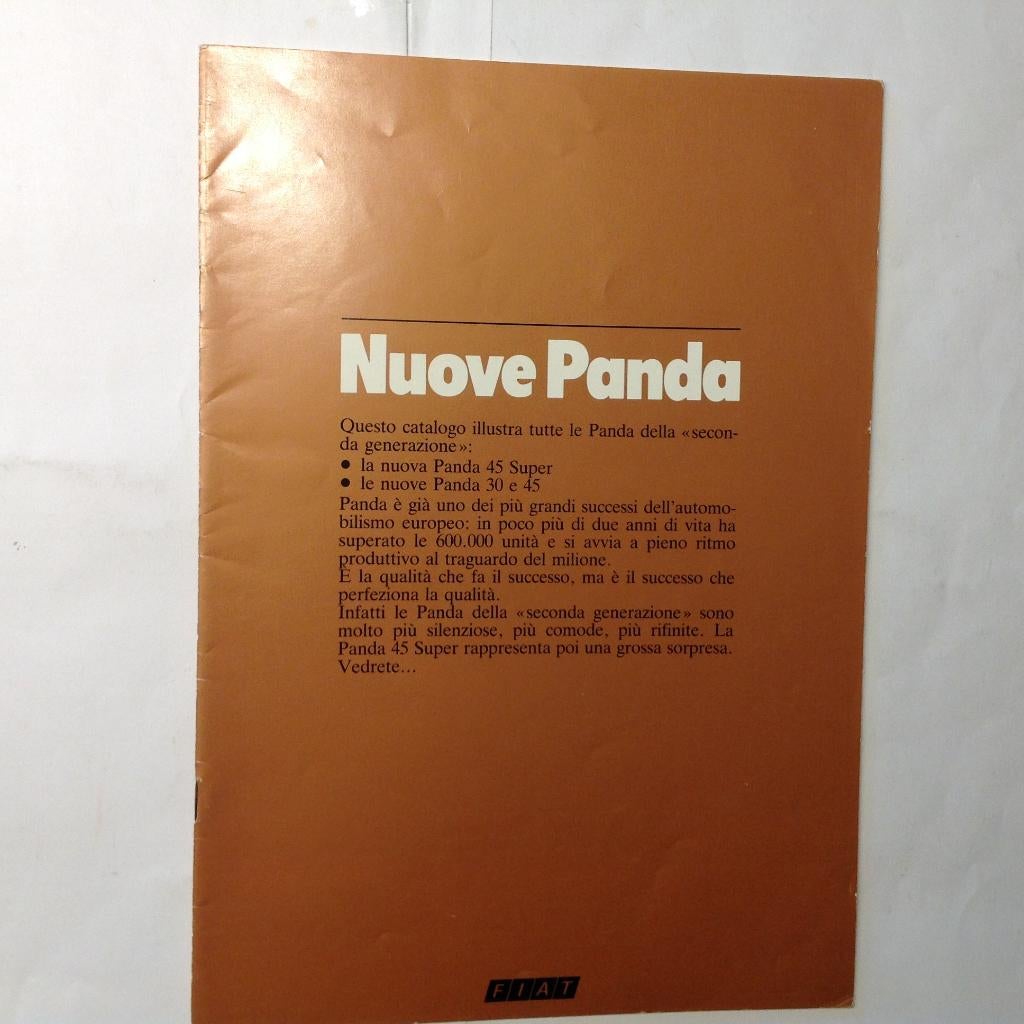 Nuove Panda
Questo catalogo illustra tutte le Panda della «secon-
da generazione»:
● la nuova Panda 45 Super
● le nuove Panda 30 e 45
Panda è già uno dei più grandi successi dell'automo-
bilismo europeo: in poco più di due anni di vita ha
superato le 600.000 unità e si avvia a pieno ritmo
produttivo al traguardo del milione.
È la qualità che fa il successo, ma è il successo che
perfeziona la qualità.
Infatti le Panda della «seconda generazione» sono
molto più silenziose, più comode, più rifinite. La
Panda 45 Super rappresenta poi una grossa sorpresa.
Vedrete...
FIAT